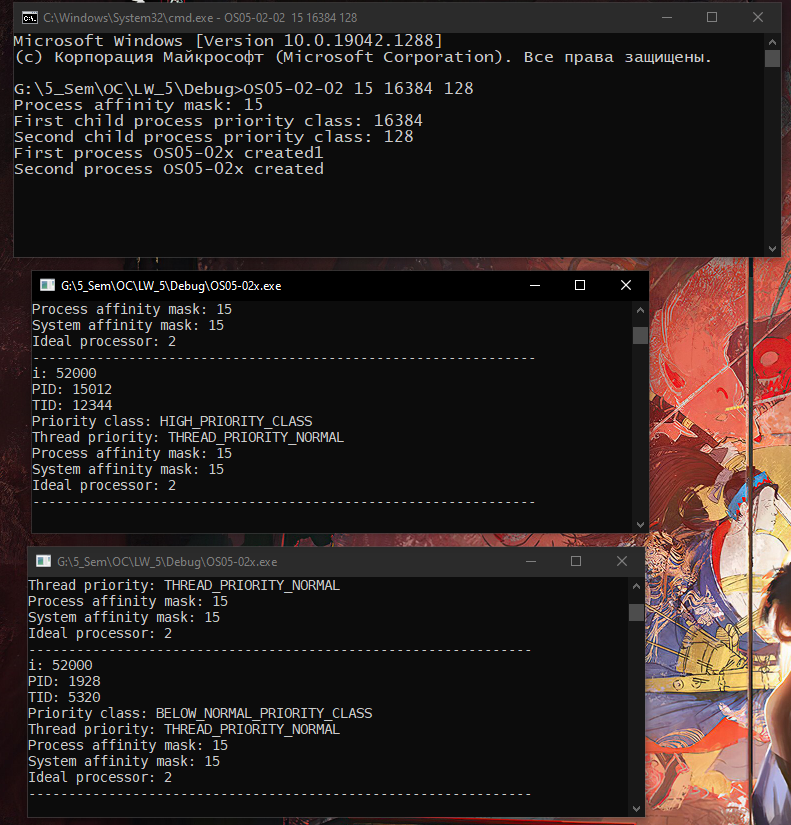 C:\Windows\System32\cmd.exe - OS05-02-02 15 16384 128
Microsoft Windows [Version 10.0.19042.1288]
(c) Корпорация Майкрософт (Microsoft Corporation). Все права защищены.
G:\5_Sem\OC\LW_5\Debug>OS05-02-02 15 16384 128
Process affinity mask: 15
First child process priority class: 16384
Second child process priority class: 128
First process OS05-02x created1
Second process OS05-02x created
G:\5_Sem\OC\LW_5\Debug\OS05-02x.exe
Process affinity mask: 15
System affinity mask: 15
Ideal processor: 2
---------------------------------------------------------------
i: 52000
PID: 15012
TID: 12344
Priority class: HIGH_PRIORITY_CLASS
Thread priority: THREAD_PRIORITY_NORMAL
Process affinity mask: 15
System affinity mask: 15
Ideal processor: 2
---------------------------------------------------------------
G:\5_Sem\OC\LW_5\Debug\OS05-02x.exe
Thread priority: THREAD_PRIORITY_NORMAL
Process affinity mask: 15
System affinity mask: 15
Ideal processor: 2
---------------------------------------------------------------
i: 52000
PID: 1928
TID: 5320
Priority class: BELOW_NORMAL_PRIORITY_CLASS
Thread priority: THREAD_PRIORITY_NORMAL
Process affinity mask: 15
System affinity mask: 15
Ideal processor: 2
---------------------------------------------------------------